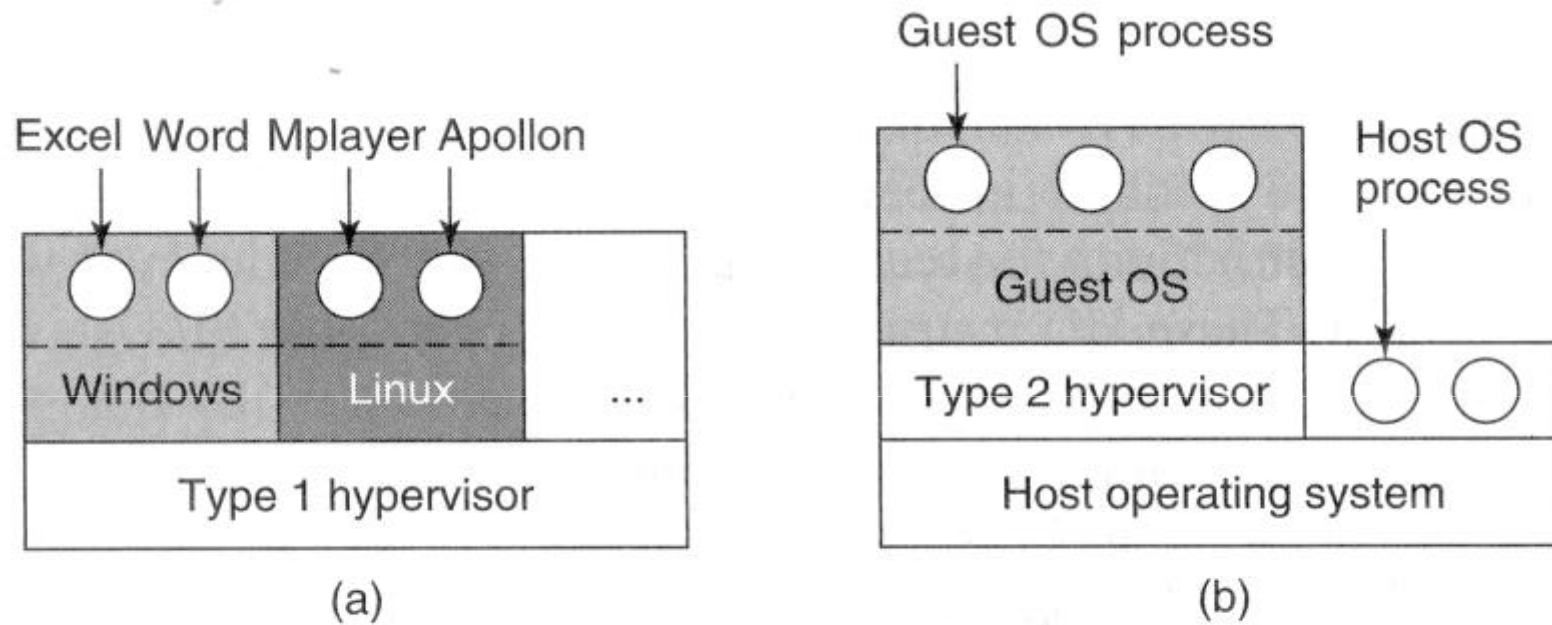 Excel Word Mplayer Apollon
Windows
Linux
...
Type 1 hypervisor
(a)
Guest OS process
Host OS
process
Guest OS
Type 2 hypervisor
Host operating system
(b)